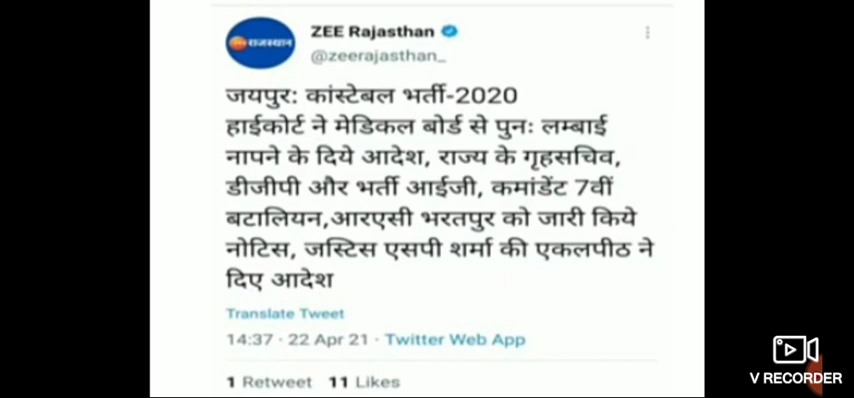 ZEE Rajasthan
@zeerajasthan_
राजस्थान
जयपुर: कांस्टेबल भर्ती-2020
हाईकोर्ट ने मेडिकल बोर्ड से पुनः लम्बाई
नापने के दिये आदेश, राज्य के गृहसचिव,
डीजीपी और भर्ती आईजी, कमांडेंट 7वीं
बटालियन,आरएसी भरतपुर को जारी किये
नोटिस, जस्टिस एसपी शर्मा की एकलपीठ ने
दिए आदेश
Translate Tweet
14:37 · 22 Apr 21 · Twitter Web App
1 Retweet 11 Likes
V RECORDER